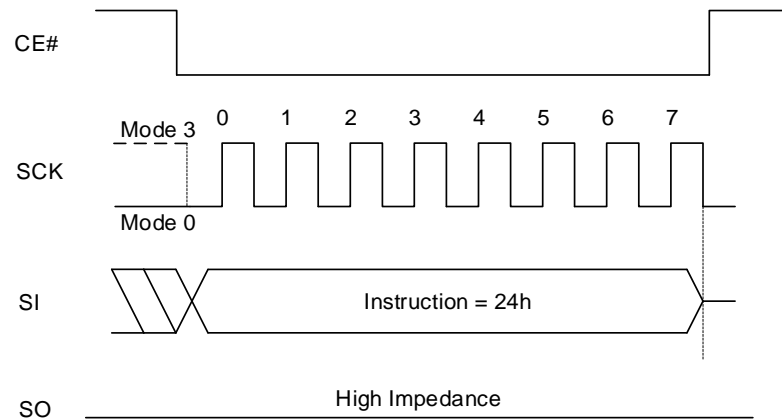 CE#
Mode 3 0 1 2 3 4 5 6 7
SCK
Mode 0
SI Instruction = 24h
SO High Impedance